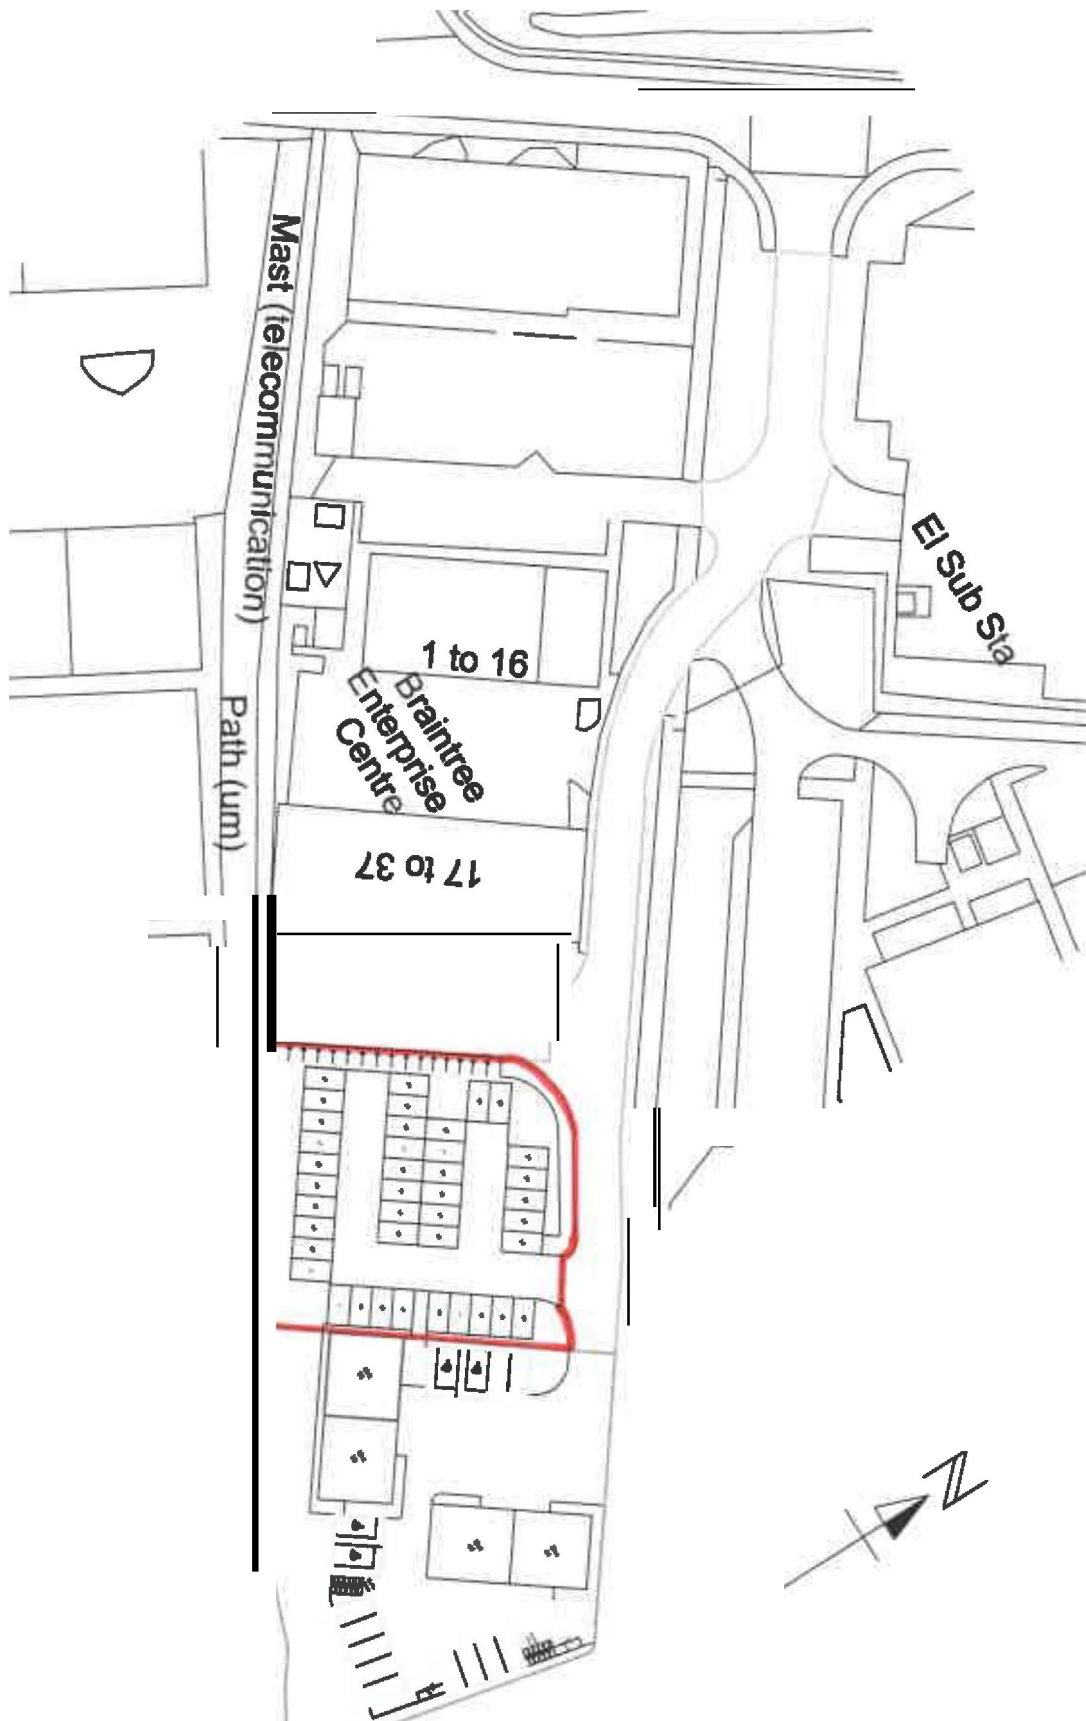 Mast (telecommunication)
El Sub Sta
1 to 16
Braintree
Enterprise
Centre
Path (um)
17 to 37
N